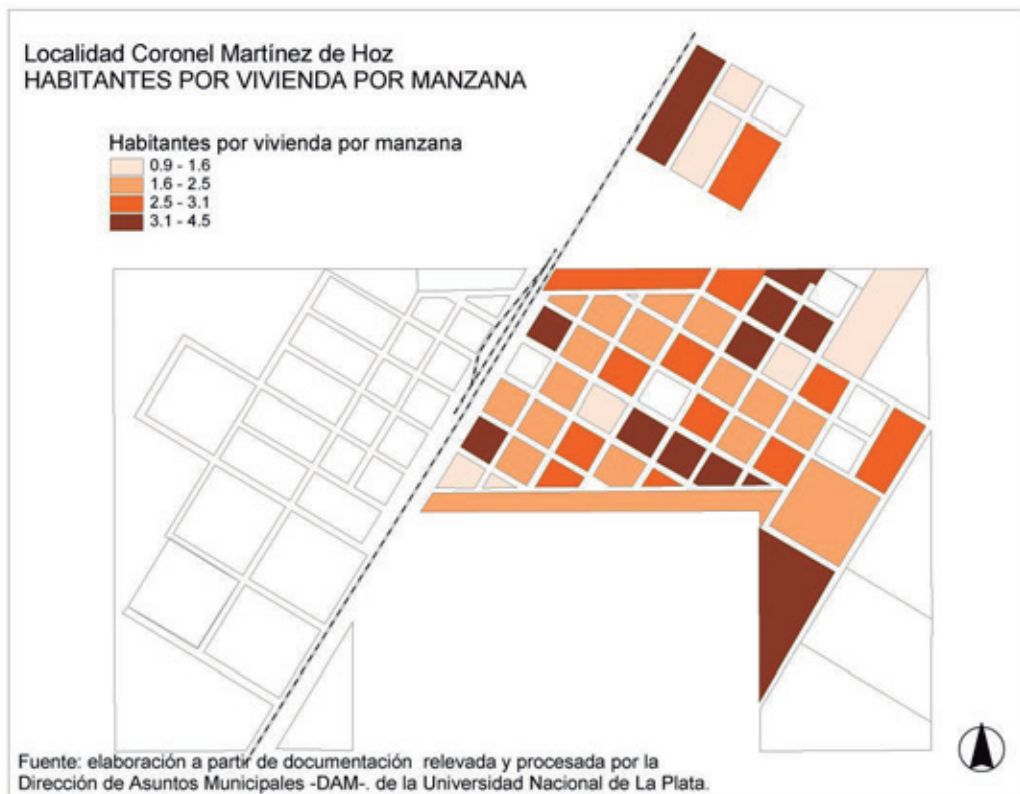 Localidad Coronel Martínez de Hoz
HABITANTES POR VIVIENDA POR MANZANA
Habitantes por vivienda por manzana
0.9 - 1.6
1.6 - 2.5
2.5 - 3.1
3.1 - 4.5
Fuente: elaboración a partir de documentación relevada y procesada por la
Dirección de Asuntos Municipales -DAM-. de la Universidad Nacional de La Plata.